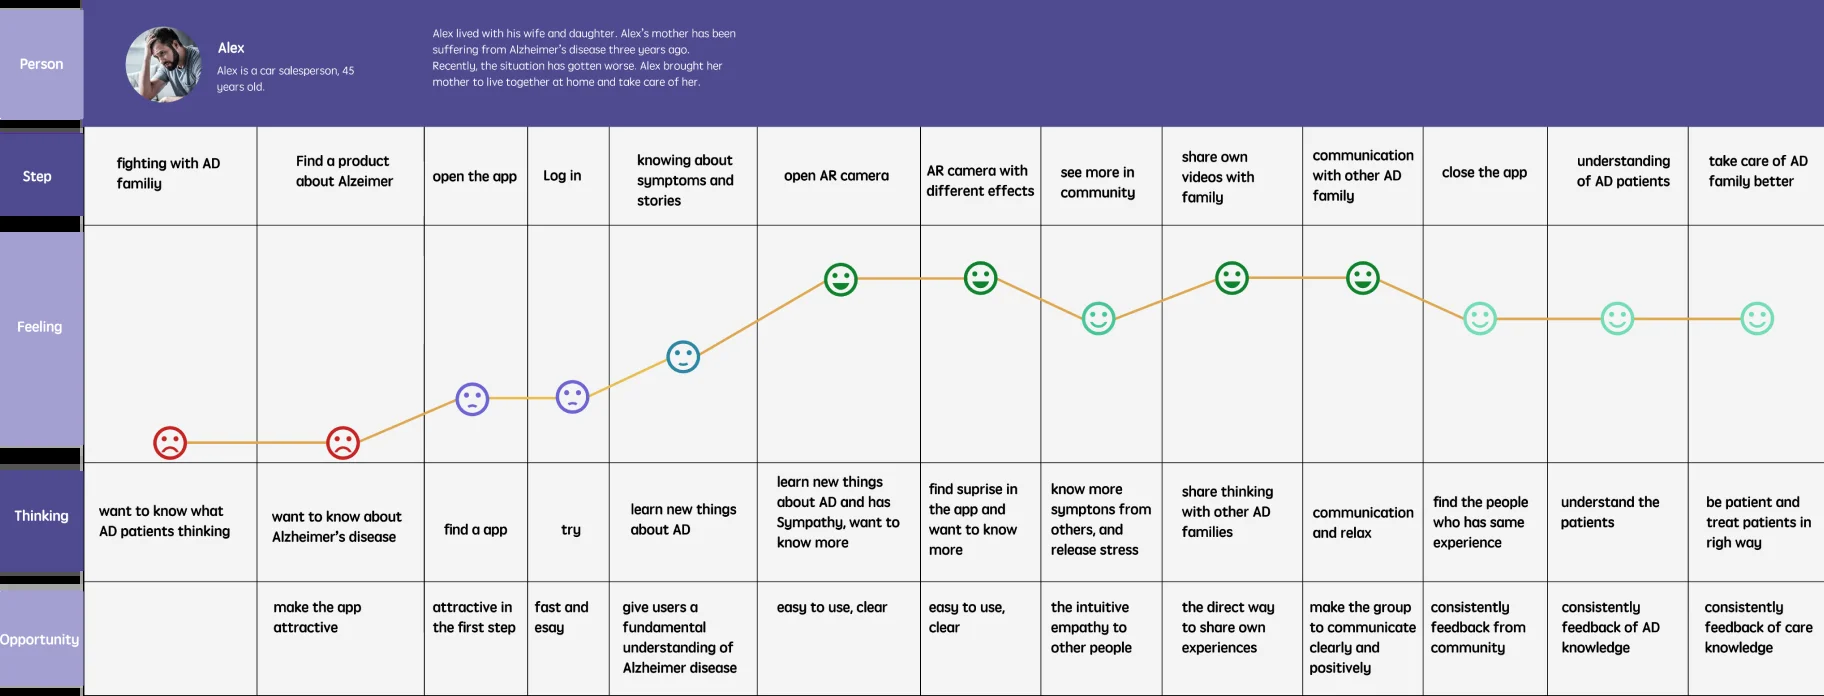 Person
Alex
Alex is a car salesperson, 45
years old.
Alex lived with his wife and daughter. Alex's mother has been
suffering from Alzheimer's disease three years ago.
Recently, the situation has gotten worse. Alex brought her
mother to live together at home and take care of her.
Step
fighting with AD
familiy
Find a product
about Alzeimer
open the app
Log in
knowing about
symptoms and
stories
open AR camera
AR camera with
different effects
see more in
community
share own
videos with
family
communication
with other AD
family
close the app
understanding
of AD patients
take care of AD
family better
Feeling
Thinking
want to know what
AD patients thinking
want to know about
Alzheimer's disease
find a app
try
learn new things
about AD
learn new things
about AD and has
Sympathy, want to
know more
find suprise in
the app and
want to know
more
know more
symptons from
others, and
release stress
share thinking
with other AD
families
communication
and relax
find the people
who has same
experience
understand the
patients
be patient and
treat patients in
righ way
Opportunity
make the app
attractive
attractive in
the first step
fast and
esay
give users a
fundamental
understanding of
Alzheimer disease
easy to use, clear
easy to use,
clear
the intuitive
empathy to
other people
the direct way
to share own
experiences
make the group
to communicate
clearly and
positively
consistently
feedback from
community
consistently
feedback of AD
knowledge
consistently
feedback of care
knowledge